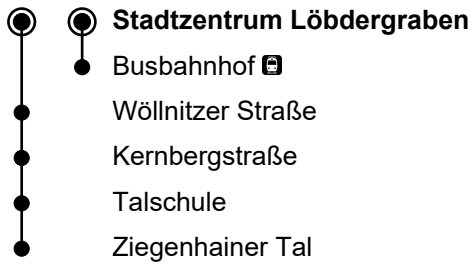 Stadtzentrum Löbdergraben
Busbahnhof
Wöllnitzer Straße
Kernbergstraße
Talschule
Ziegenhainer Tal